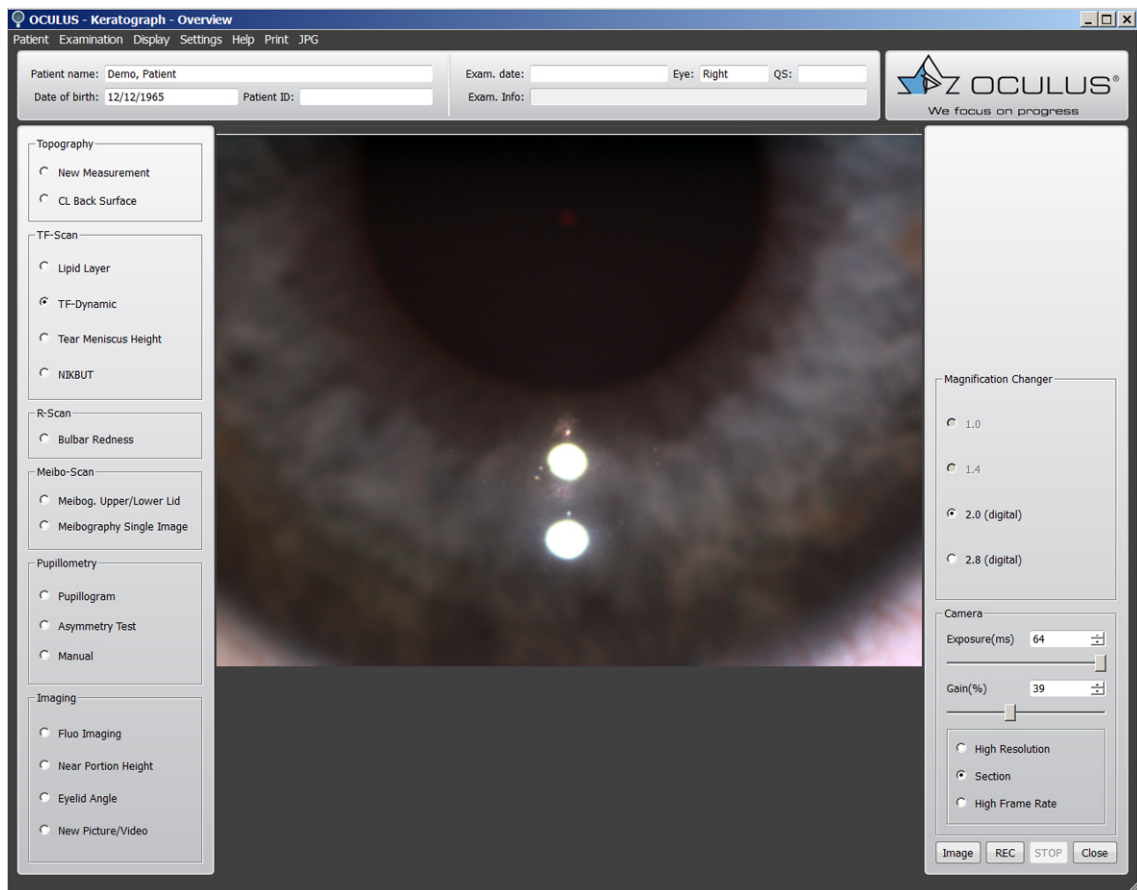 OCULUS - Keratograph - Overview
Patient Examination Display Settings Help Print JPG
Patient name: Demo, Patient
Date of birth: 12/12/1965 Patient ID:
Exam. date: Eye: Right QS:
Exam. Info:
OCULUS®
We focus on progress
Topography
New Measurement
CL Back Surface
TF-Scan
Lipid Layer
TF-Dynamic
Tear Meniscus Height
NIKBUT
R-Scan
Bulbar Redness
Meibo-Scan
Meibog. Upper/Lower Lid
Meibography Single Image
Pupillometry
Pupillogram
Asymmetry Test
Manual
Imaging
Fluo Imaging
Near Portion Height
Eyelid Angle
New Picture/Video
Magnification Changer
1.0
1.4
2.0 (digital)
2.8 (digital)
Camera
Exposure(ms) 64
Gain(%) 39
High Resolution
Section
High Frame Rate
Image REC STOP Close